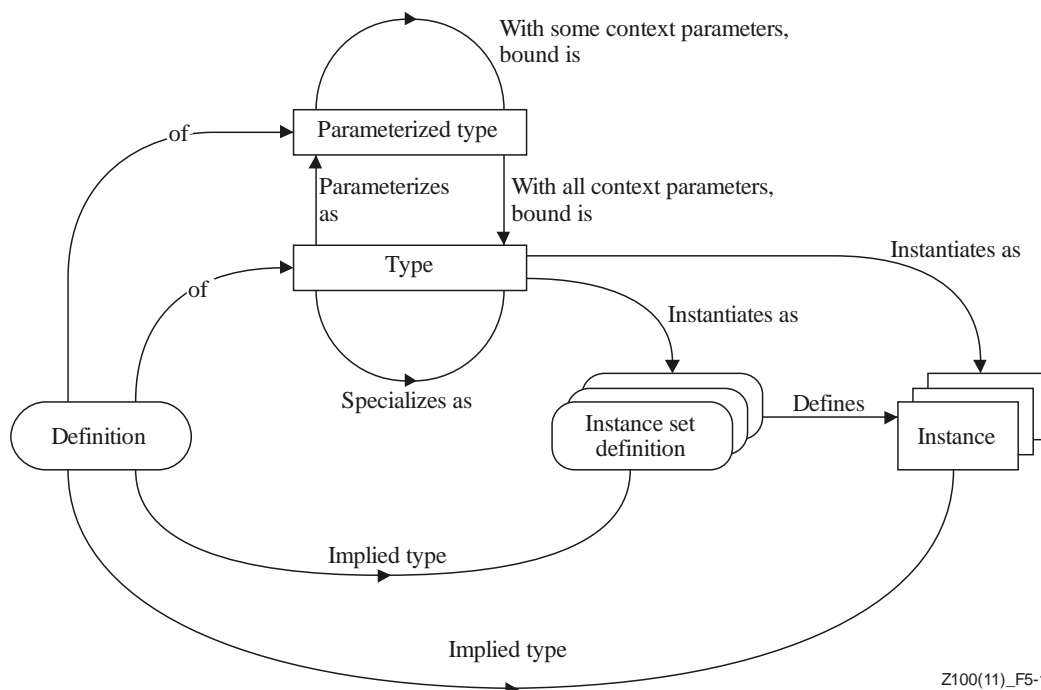 With some context parameters,
bound is
Parameterized type
of
Parameterizes
as
With all context parameters,
bound is
Type
Instantiates as
of
Instantiates as
Specializes as
Defines
Definition
Instance set
definition
Instance
Implied type
Implied type